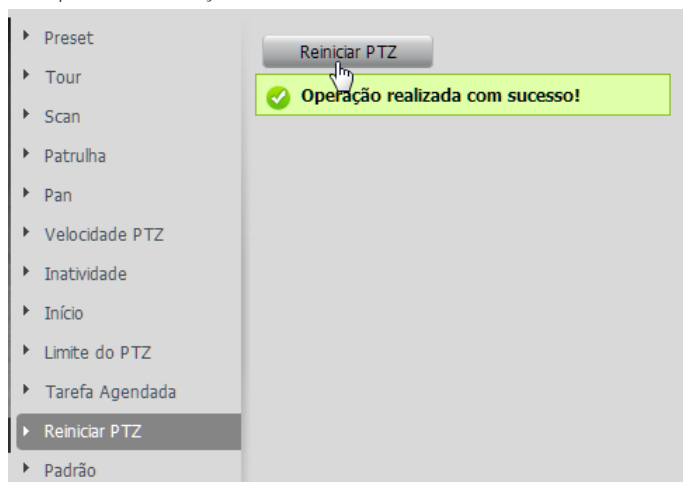 Preset
Tour
Scan
Patrulha
Pan
Velocidade PTZ
Inatividade
Início
Limite do PTZ
Tarefa Agendada
Reiniciar PTZ
Padrão
Reiniciar PTZ
Operação realizada com sucesso!